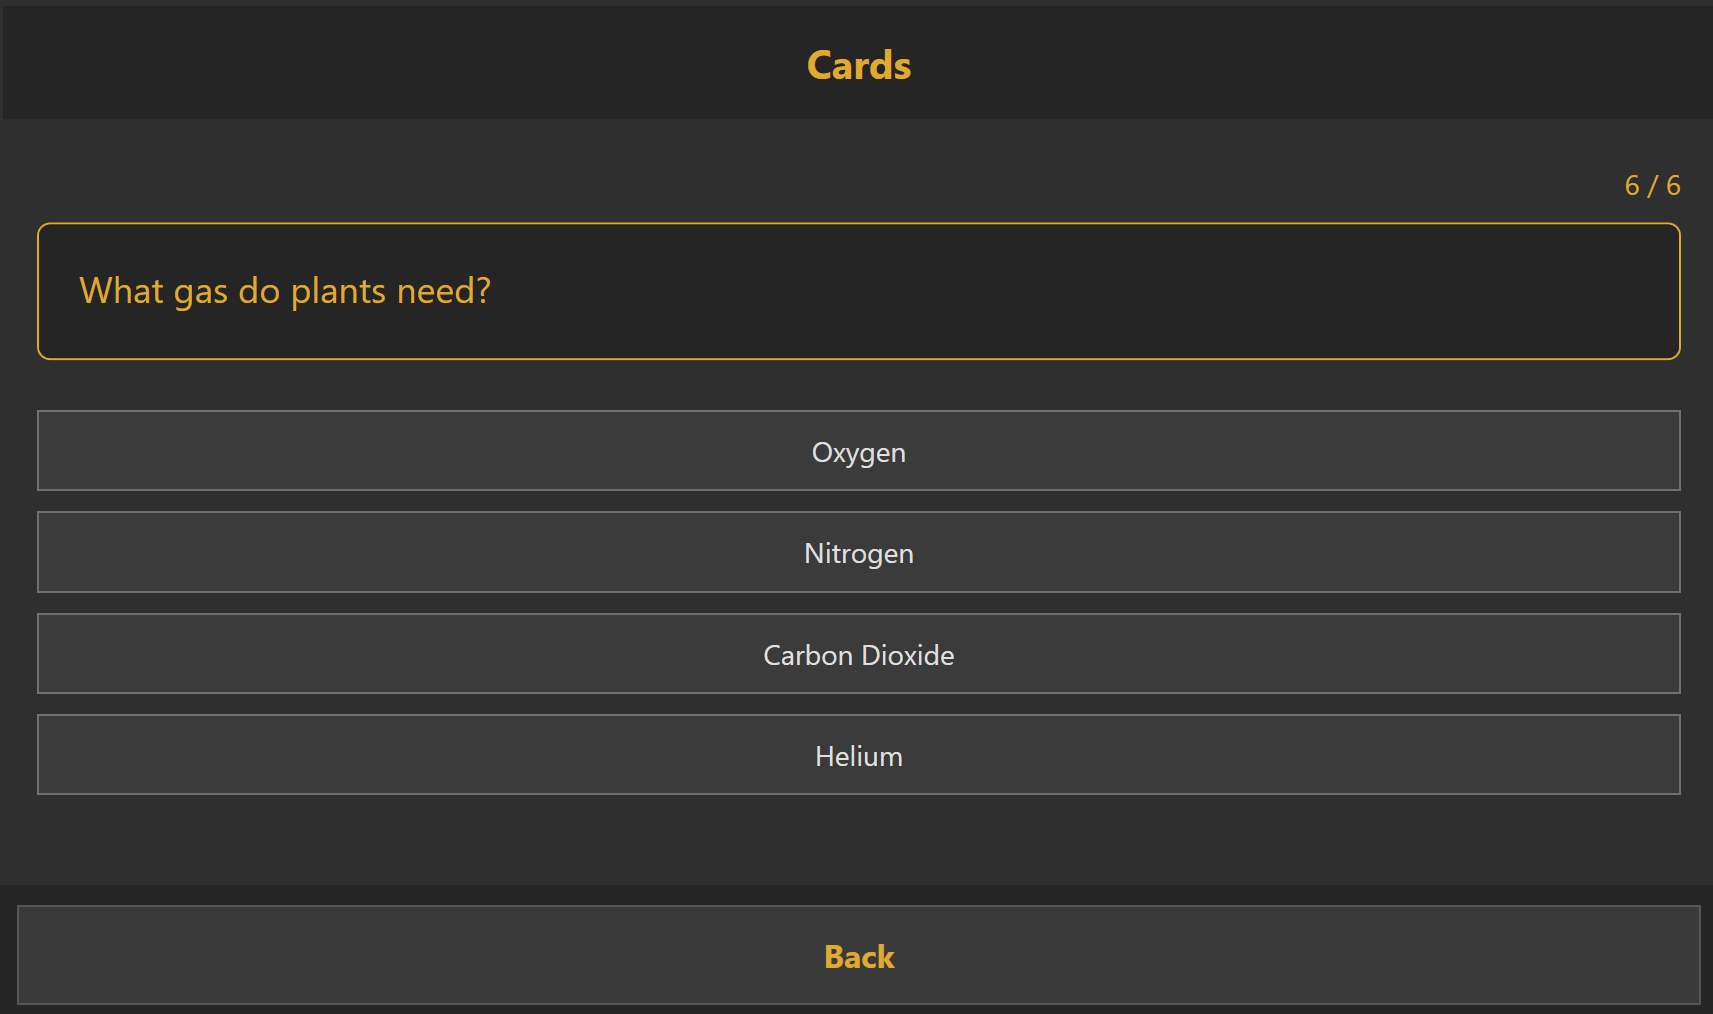 Cards
6 / 6
What gas do plants need?
Oxygen
Nitrogen
Carbon Dioxide
Helium
Back